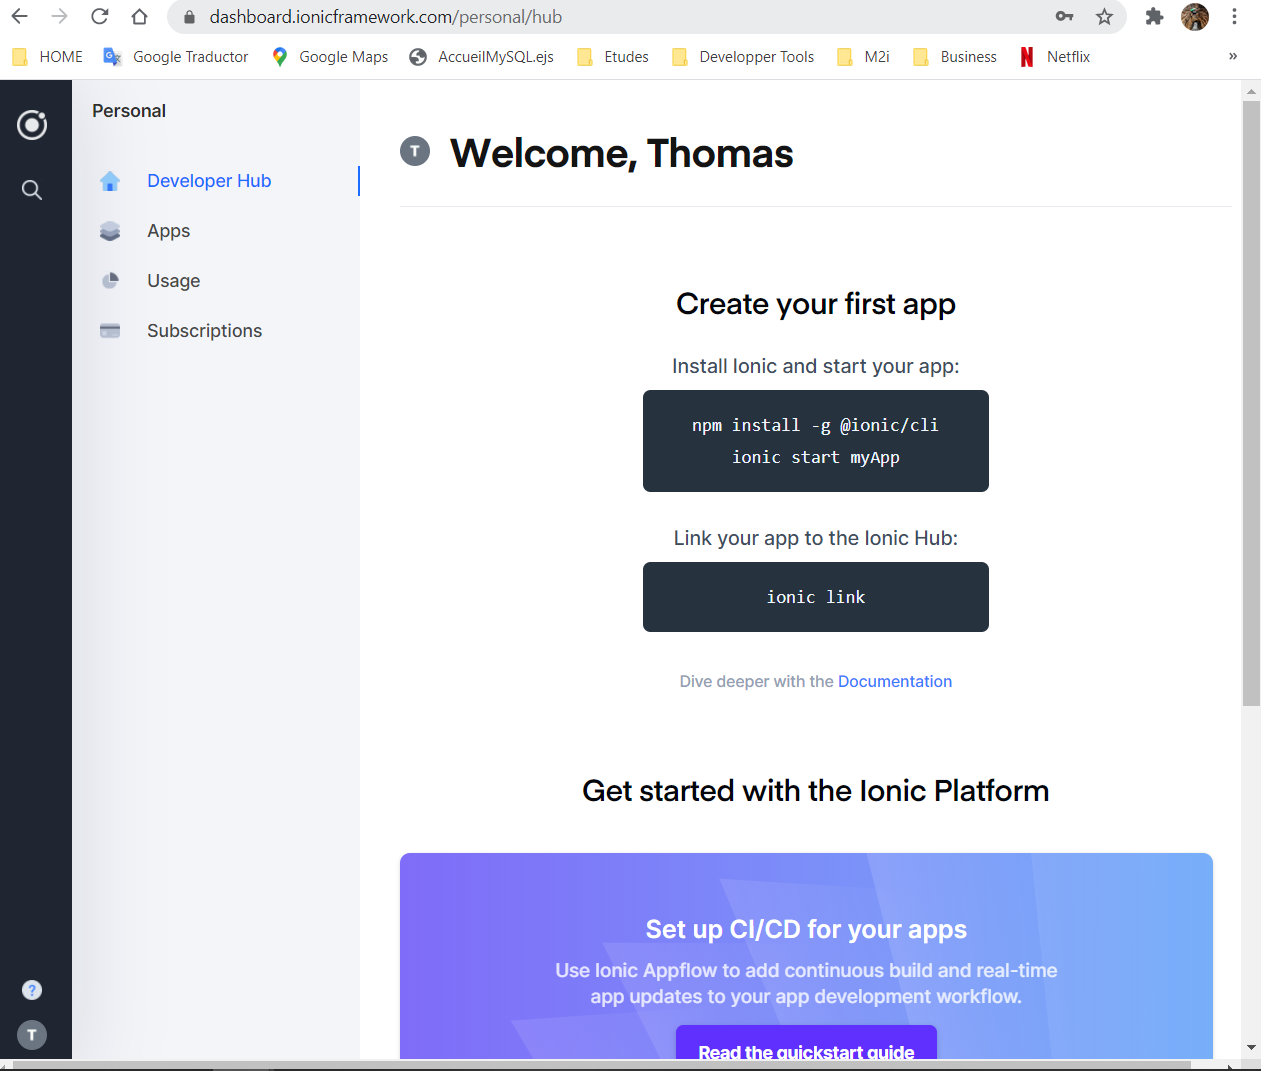 dashboard.ionicframework.com/personal/hub
HOME Google Traductor Google Maps AccueilMySQL.ejs Etudes Developper Tools M2i Business Netflix »
Personal
Developer Hub
Apps
Usage
Subscriptions
?
T
T Welcome, Thomas
Create your first app
Install Ionic and start your app:
npm install -g @ionic/cli
ionic start myApp
Link your app to the Ionic Hub:
ionic link
Dive deeper with the Documentation
Get started with the Ionic Platform
Set up CI/CD for your apps
Use Ionic Appflow to add continuous build and real-time
app updates to your app development workflow.
Read the quickstart guide